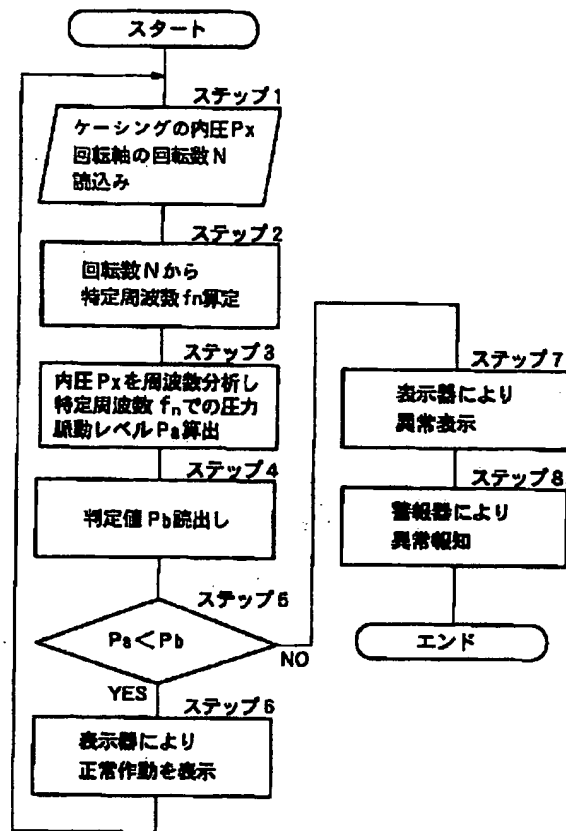 スタート
ステップ1
ケーシングの内圧Px
回転軸の回転数N
読込み
ステップ2
回転数Nから
特定周波数fn算定
ステップ3
内圧Pxを周波数分析し
特定周波数fnでの圧力
脈動レベルPa算出
ステップ4
判定値Pb読出し
ステップ5
Pa<Pb
NO
YES
ステップ6
表示器により
正常作動を表示
ステップ7
表示器により
異常表示
ステップ8
警報器により
異常報知
エンド